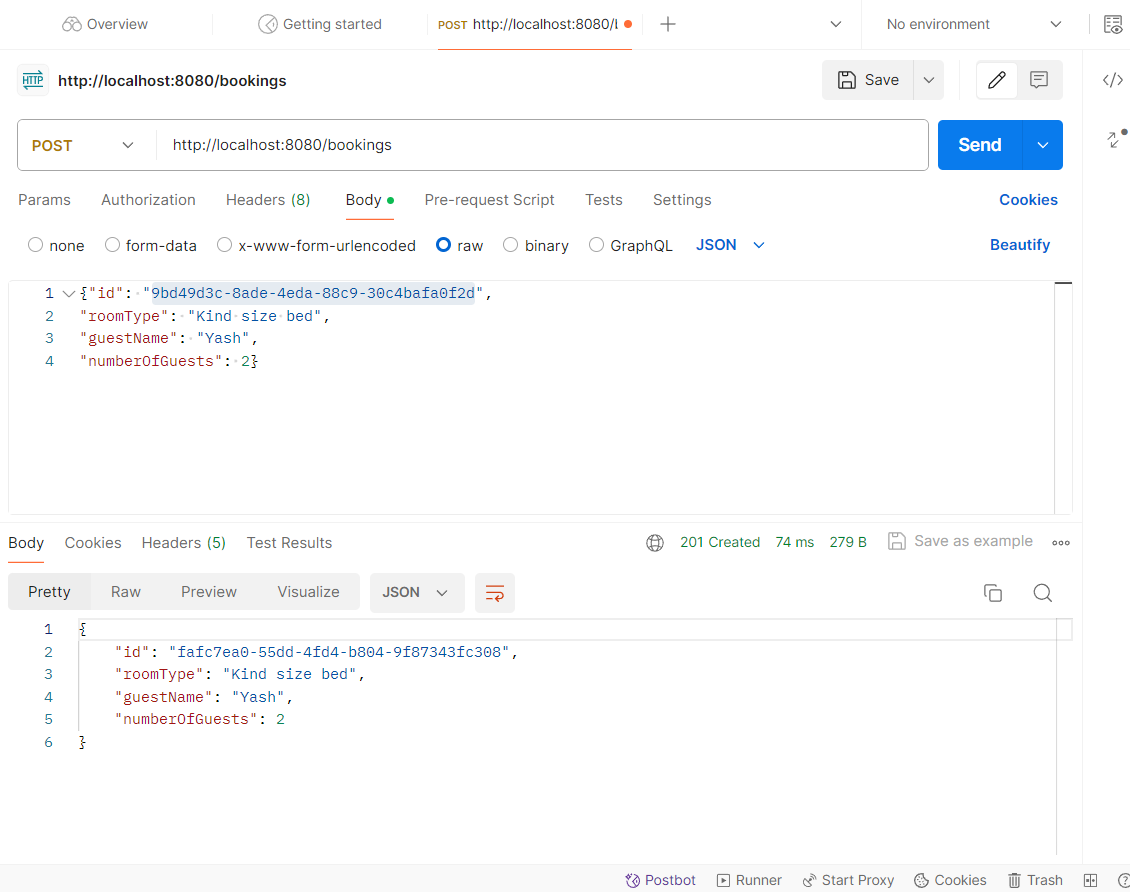 Overview Getting started POST http://localhost:8080/ No environment
HTTP http://localhost:8080/bookings Save
POST http://localhost:8080/bookings Send
Params Authorization Headers (8) Body Pre-request Script Tests Settings Cookies
none form-data x-www-form-urlencoded raw binary GraphQL JSON Beautify
1 {"id": "9bd49d3c-8ade-4eda-88c9-30c4bafa0f2d",
2 "roomType": "Kind size bed",
3 "guestName": "Yash",
4 "numberOfGuests": 2}
Body Cookies Headers (5) Test Results 201 Created 74 ms 279 B Save as example
Pretty Raw Preview Visualize JSON
1 {
2 "id": "fafc7ea0-55dd-4fd4-b804-9f87343fc308",
3 "roomType": "Kind size bed",
4 "guestName": "Yash",
5 "numberOfGuests": 2
6 }
Postbot Runner Start Proxy Cookies Trash